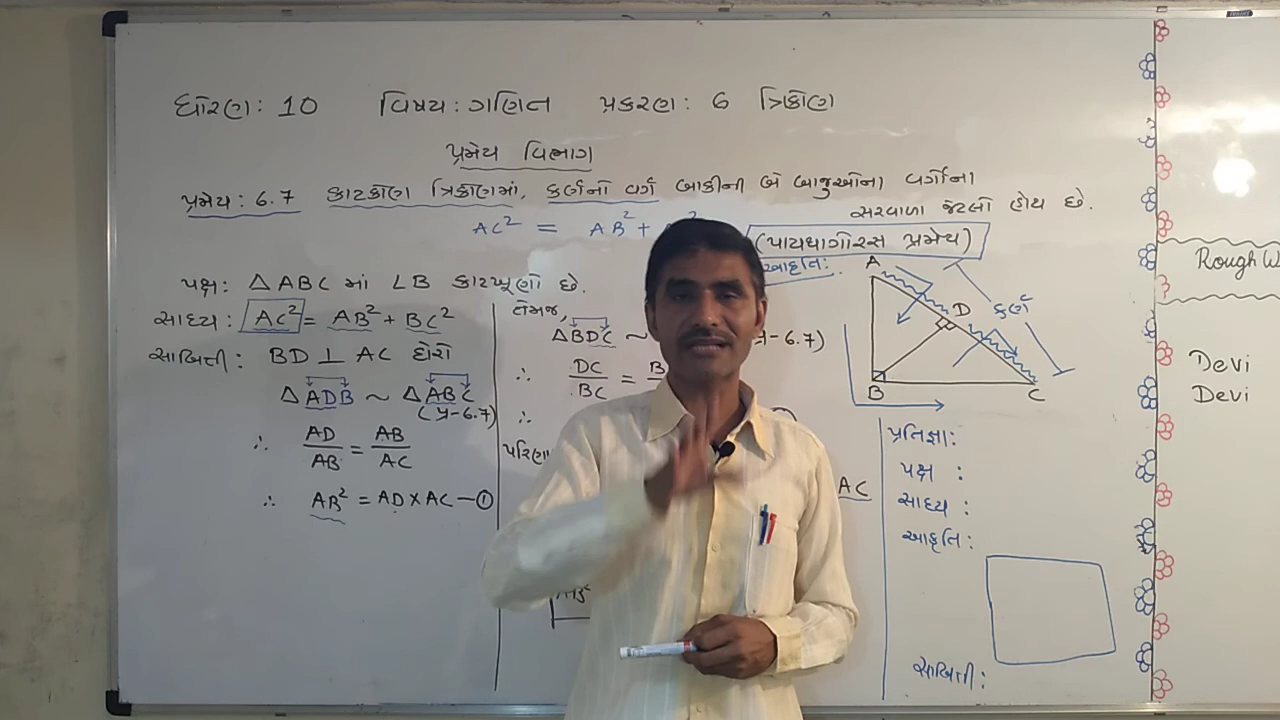 ધોરણ: 10 વિષય: ગણિત પ્રકરણ: 6 ત્રિકોણ
પ્રમેય વિભાગ
પ્રમેય: 6.7 કાટકોણ ત્રિકોણમાં, કર્ણનો વર્ગ બાકીની બે બાજુઓના વર્ગોના
સરવાળા જેટલો હોય છે.
AC² = AB² +
(પાયથાગોરસ પ્રમેય)
પક્ષ: △ABC માં ∠B કાટખૂણો છે.
સાધ્ય: AC² = AB² + BC²
સાબિતી: BD ⊥ AC દોરો
△ADB ~ △ABC
(પ્ર-6.7)
∴ AD/AB = AB/AC
∴ AB² = AD × AC —①
તેમજ,
△BDC ~
-6.7)
∴ DC/BC =
∴
AC
આકૃતિ:
A
D
B
C
કર્ણ
પ્રતિજ્ઞા:
પક્ષ :
સાધ્ય :
આકૃતિ:
સાબિતી:
Rough
Devi
Devi